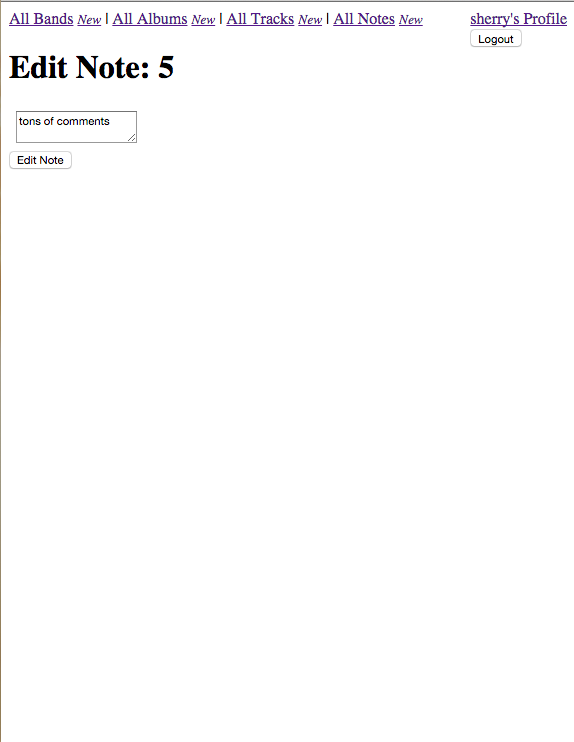 All Bands New | All Albums New | All Tracks New | All Notes New sherry's Profile
Logout
Edit Note: 5
tons of comments
Edit Note